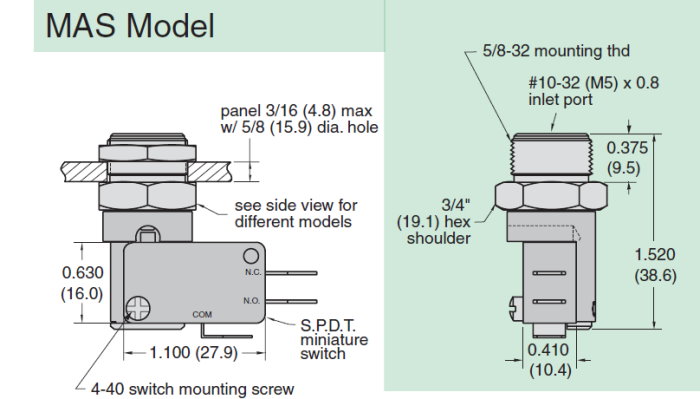 MAS Model
panel 3/16 (4.8) max
w/ 5/8 (15.9) dia. hole
see side view for
different models
0.630
(16.0)
N.C.
N.O.
COM
S.P.D.T.
miniature
switch
1.100 (27.9)
4-40 switch mounting screw
5/8-32 mounting thd
#10-32 (M5) x 0.8
inlet port
0.375
(9.5)
3/4"
(19.1) hex
shoulder
1.520
(38.6)
0.410
(10.4)